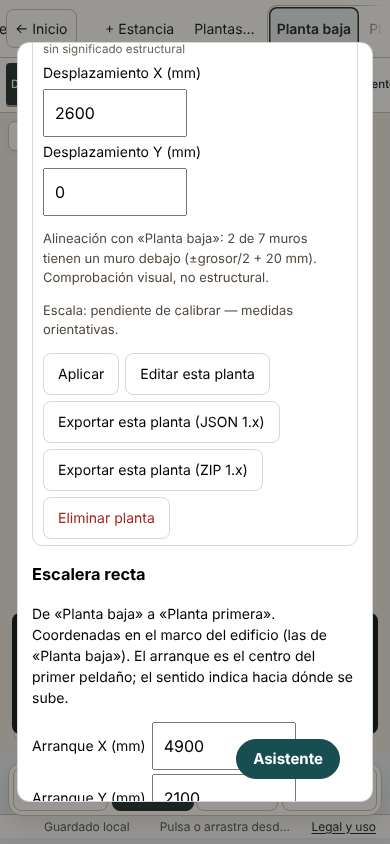 ← Inicio
+ Estancia
Plantas...
Planta baja
sin significado estructural
Desplazamiento X (mm)
2600
Desplazamiento Y (mm)
0
Alineación con «Planta baja»: 2 de 7 muros
tienen un muro debajo (±grosor/2 + 20 mm).
Comprobación visual, no estructural.
Escala: pendiente de calibrar — medidas
orientativas.
Aplicar
Editar esta planta
Exportar esta planta (JSON 1.x)
Exportar esta planta (ZIP 1.x)
Eliminar planta
Escalera recta
De «Planta baja» a «Planta primera».
Coordenadas en el marco del edificio (las de
«Planta baja»). El arranque es el centro del
primer peldaño; el sentido indica hacia dónde se
sube.
Arranque X (mm)
4900
Asistente
Arranque Y (mm)
2100
Guardado local
Pulsa o arrastra desd...
Legal y uso